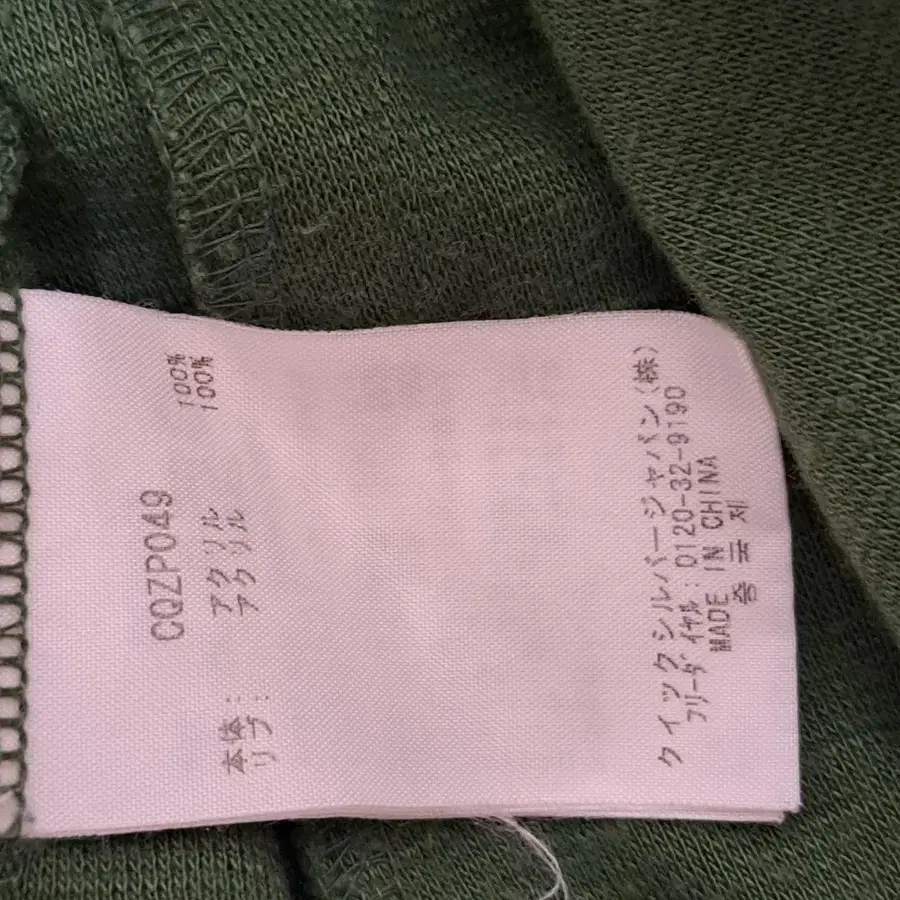 CQZP049
本体: アクリル 100%
リブ: アクリル 100%
クイックシルバージャパン(株)
フリーダイヤル: 0120-32-9190
MADE IN CHINA
중국제